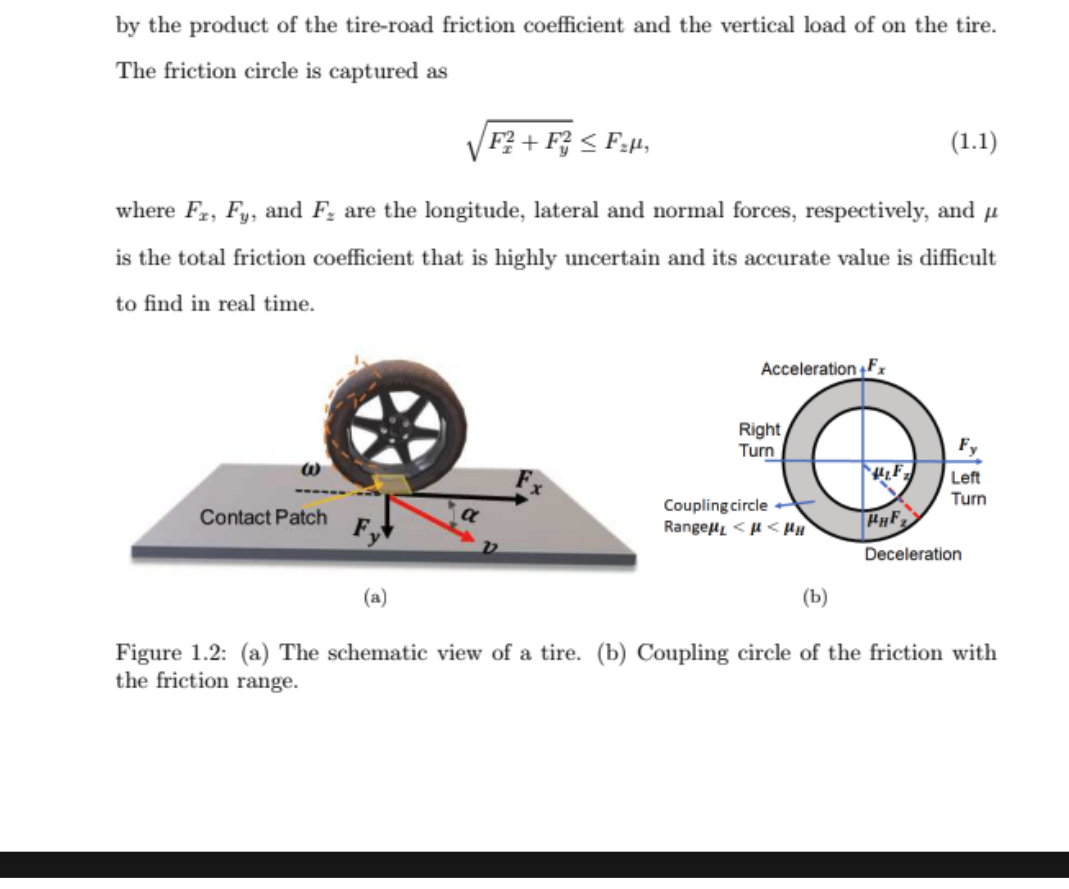 by the product of the tire-road friction coefficient and the vertical load of on the tire.
The friction circle is captured as
√(F_x^2 + F_y^2) ≤ F_zμ, (1.1)
where F_x, F_y, and F_z are the longitude, lateral and normal forces, respectively, and μ
is the total friction coefficient that is highly uncertain and its accurate value is difficult
to find in real time.
ω
Contact Patch
F_x
F_y
α
v
(a)
Acceleration F_x
Right
Turn
F_y
Left
Turn
μ_LF_z
μ_HF_z
Coupling circle
Range μ_L < μ < μ_H
Deceleration
(b)
Figure 1.2: (a) The schematic view of a tire. (b) Coupling circle of the friction with
the friction range.